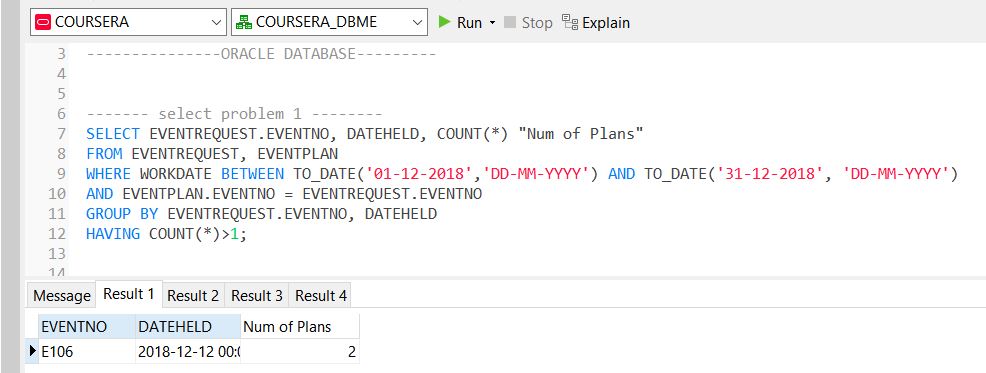 COURSERA COURSERA_DBME Run Stop Explain
3 ---------------ORACLE DATABASE---------
4
5
6 ------- select problem 1 --------
7 SELECT EVENTREQUEST.EVENTNO, DATEHELD, COUNT(*) "Num of Plans"
8 FROM EVENTREQUEST, EVENTPLAN
9 WHERE WORKDATE BETWEEN TO_DATE('01-12-2018','DD-MM-YYYY') AND TO_DATE('31-12-2018', 'DD-MM-YYYY')
10 AND EVENTPLAN.EVENTNO = EVENTREQUEST.EVENTNO
11 GROUP BY EVENTREQUEST.EVENTNO, DATEHELD
12 HAVING COUNT(*)>1;
13
14
Message Result 1 Result 2 Result 3 Result 4
EVENTNO DATEHELD Num of Plans
E106 2018-12-12 00:0 2